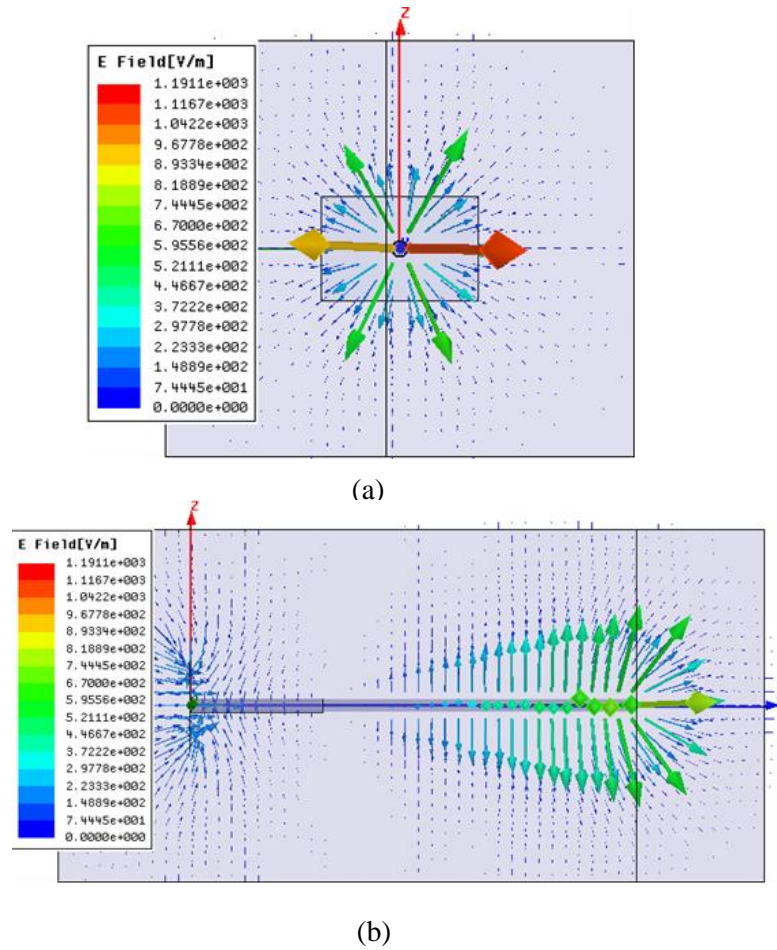 Z
E Field[V/m]
1.1911e+003
1.1167e+003
1.0422e+003
9.6778e+002
8.9334e+002
8.1889e+002
7.4445e+002
6.7000e+002
5.9556e+002
5.2111e+002
4.4667e+002
3.7222e+002
2.9778e+002
2.2333e+002
1.4889e+002
7.4445e+001
0.0000e+000
(a)
Z
E Field[V/m]
1.1911e+003
1.1167e+003
1.0422e+003
9.6778e+002
8.9334e+002
8.1889e+002
7.4445e+002
6.7000e+002
5.9556e+002
5.2111e+002
4.4667e+002
3.7222e+002
2.9778e+002
2.2333e+002
1.4889e+002
7.4445e+001
0.0000e+000
(b)